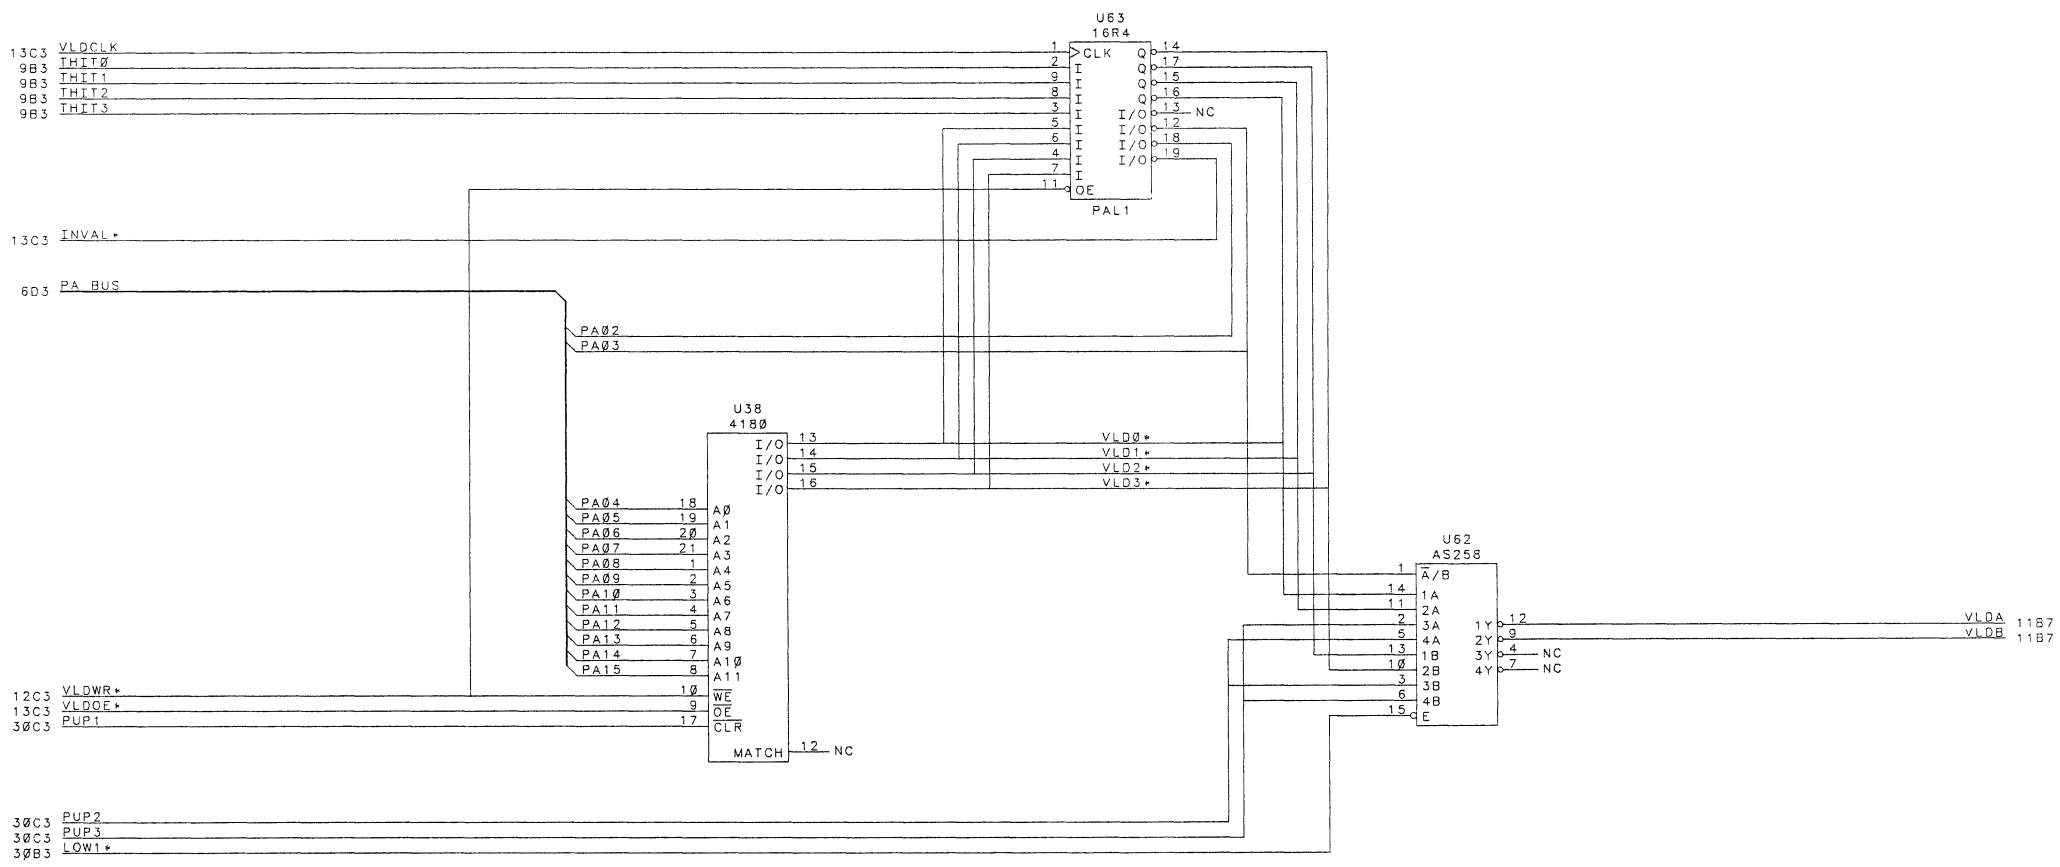 U63
16R4
13C3 VLDCLK 1 CLK Q 14
9B3 THITØ 2 I Q 17
9B3 THIT1 9 I Q 15
9B3 THIT2 8 I Q 16
9B3 THIT3 3 I I/O 13 NC
5 I I/O 12
6 I I/O 18
4 I I/O 19
7 I
11 OE
PAL1
13C3 INVAL*
6D3 PA BUS
PAØ2
PAØ3
U38
418Ø
I/O 13 VLDØ*
I/O 14 VLD1*
I/O 15 VLD2*
I/O 16 VLD3*
PAØ4 18 AØ
PAØ5 19 A1
PAØ6 2Ø A2
PAØ7 21 A3
PAØ8 1 A4
PAØ9 2 A5
PA1Ø 3 A6
PA11 4 A7
PA12 5 A8
PA13 6 A9
PA14 7 A1Ø
PA15 8 A11
12C3 VLDWR* 1Ø WE
13C3 VLDOE* 9 OE
3ØC3 PUP1 17 CLR
MATCH 12 NC
U62
AS258
1 A/B
14 1A
11 2A
2 3A 1Y 12 VLDA 11B7
5 4A 2Y 9 VLDB 11B7
13 1B 3Y 4 NC
1Ø 2B 4Y 7 NC
3 3B
6 4B
15 E
3ØC3 PUP2
3ØC3 PUP3
3ØB3 LOW1*